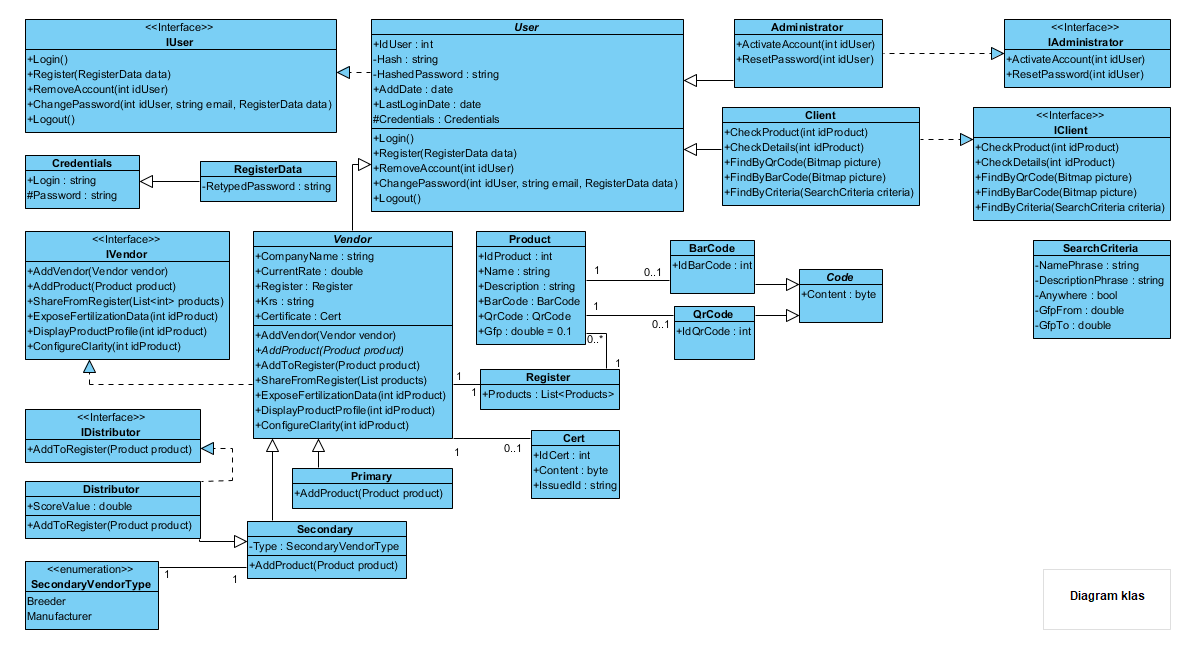 <<Interface>>
IUser
+Login()
+Register(RegisterData data)
+RemoveAccount(int idUser)
+ChangePassword(int idUser, string email, RegisterData data)
+Logout()
User
+IdUser : int
-Hash : string
-HashedPassword : string
+AddDate : date
+LastLoginDate : date
#Credentials : Credentials
+Login()
+Register(RegisterData data)
+RemoveAccount(int idUser)
+ChangePassword(int idUser, string email, RegisterData data)
+Logout()
Administrator
+ActivateAccount(int idUser)
+ResetPassword(int idUser)
<<Interface>>
IAdministrator
+ActivateAccount(int idUser)
+ResetPassword(int idUser)
Client
+CheckProduct(int idProduct)
+CheckDetails(int idProduct)
+FindByQrCode(Bitmap picture)
+FindByBarCode(Bitmap picture)
+FindByCriteria(SearchCriteria criteria)
<<Interface>>
IClient
+CheckProduct(int idProduct)
+CheckDetails(int idProduct)
+FindByQrCode(Bitmap picture)
+FindByBarCode(Bitmap picture)
+FindByCriteria(SearchCriteria criteria)
Credentials
+Login : string
#Password : string
RegisterData
-RetypedPassword : string
<<Interface>>
IVendor
+AddVendor(Vendor vendor)
+AddProduct(Product product)
+ShareFromRegister(List<int> products)
+ExposeFertilizationData(int idProduct)
+DisplayProductProfile(int idProduct)
+ConfigureClarity(int idProduct)
Vendor
+CompanyName : string
+CurrentRate : double
+Register : Register
+Krs : string
+Certificate : Cert
+AddVendor(Vendor vendor)
+AddProduct(Product product)
+AddToRegister(Product product)
+ShareFromRegister(List products)
+ExposeFertilizationData(int idProduct)
+DisplayProductProfile(int idProduct)
+ConfigureClarity(int idProduct)
Product
+IdProduct : int
+Name : string
+Description : string
+BarCode : BarCode
+QrCode : QrCode
+Gfp : double = 0.1
1
0..1
1
0..1
0..*
1
BarCode
+IdBarCode : int
QrCode
+IdQrCode : int
Code
+Content : byte
SearchCriteria
-NamePhrase : string
-DescriptionPhrase : string
-Anywhere : bool
-GfpFrom : double
-GfpTo : double
1
1
Register
+Products : List<Products>
1
0..1
Cert
+IdCert : int
+Content : byte
+IssuedId : string
<<Interface>>
IDistributor
+AddToRegister(Product product)
Distributor
+ScoreValue : double
+AddToRegister(Product product)
Primary
+AddProduct(Product product)
Secondary
-Type : SecondaryVendorType
+AddProduct(Product product)
1
1
<<enumeration>>
SecondaryVendorType
Breeder
Manufacturer
Diagram klas